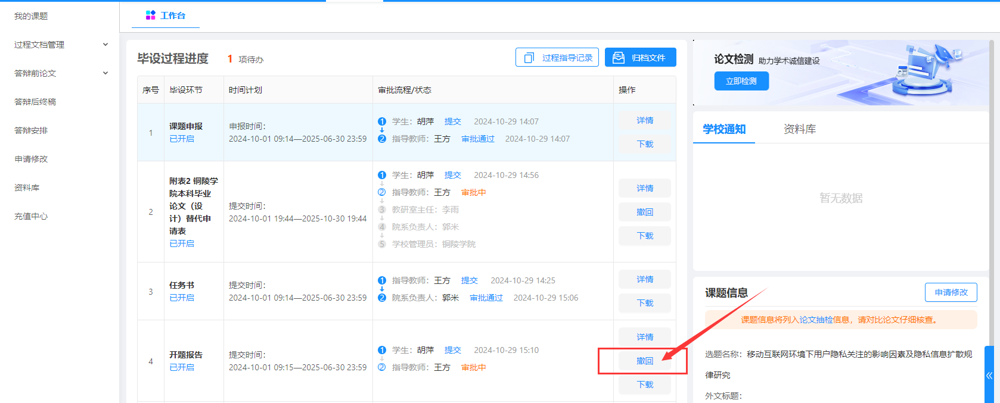 我的课题
过程文档管理
答辩前论文
答辩后终稿
答辩安排
申请修改
资料库
充值中心
工作台
毕设过程进度 1 项待办
过程指导记录 归档文件
序号 毕设环节 时间计划 审批流程/状态 操作
1
课题申报
已开启
申报时间：
2024-10-01 09:14—2025-06-30 23:59
1 学生：胡萍 提交 2024-10-29 14:07
2 指导教师：王方 审批通过 2024-10-29 14:07
详情
下载
2
附表2 铜陵学
院本科毕业
论文（设
计）替代申
请表
已开启
提交时间：
2024-10-01 19:44—2025-10-30 19:44
1 学生：胡萍 提交 2024-10-29 14:56
2 指导教师：王方 审批中
3 教研室主任：李雨
4 院系负责人：郭米
5 学校管理员：铜陵学院
详情
撤回
下载
3
任务书
已开启
提交时间：
2024-10-01 09:14—2025-06-30 23:59
1 指导教师：王方 提交 2024-10-29 14:25
2 院系负责人：郭米 审批通过 2024-10-29 15:06
详情
下载
4
开题报告
已开启
提交时间：
2024-10-01 09:15—2025-06-30 23:59
1 学生：胡萍 提交 2024-10-29 15:10
2 指导教师：王方 审批中
详情
撤回
下载
论文检测 助力学术诚信建设
立即检测
学校通知 资料库
暂无数据
课题信息 申请修改
课题信息将列入论文抽检信息，请对比论文仔细核查。
选题名称：移动互联网环境下用户隐私关注的影响因素及隐私信息扩散规
律研究
外文标题：